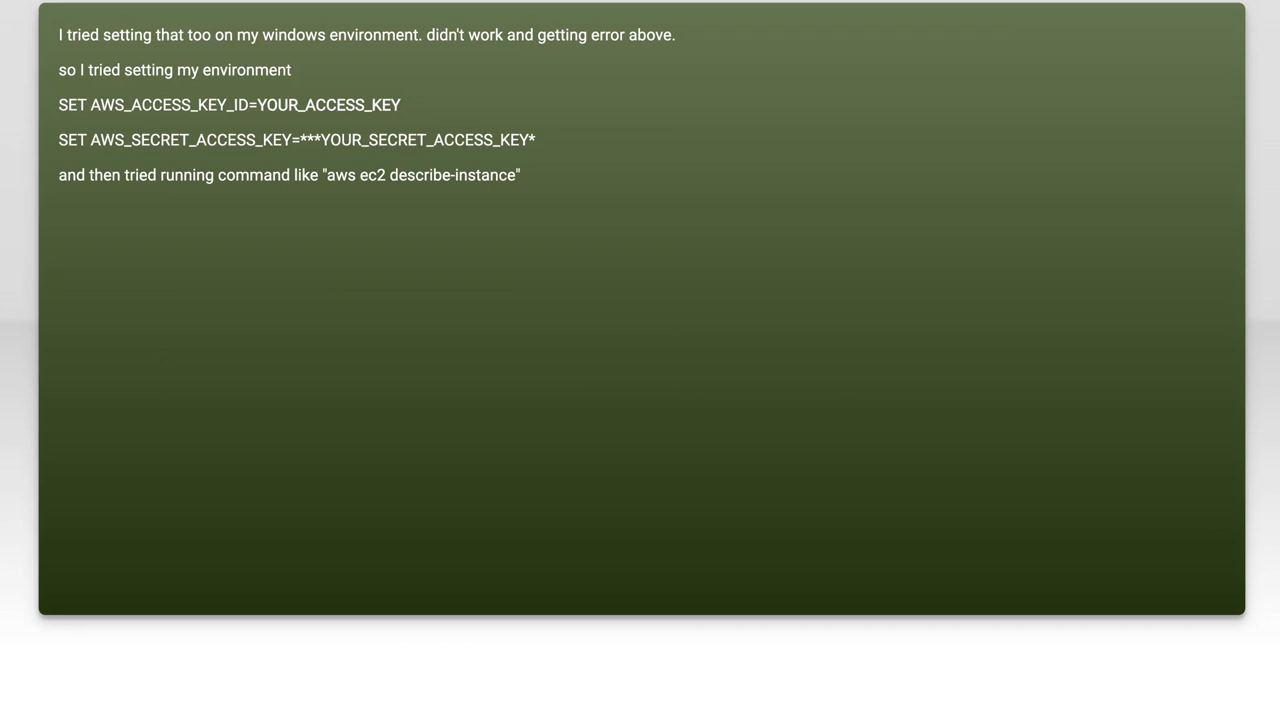 I tried setting that too on my windows environment. didn't work and getting error above.
so I tried setting my environment
SET AWS_ACCESS_KEY_ID=YOUR_ACCESS_KEY
SET AWS_SECRET_ACCESS_KEY=***YOUR_SECRET_ACCESS_KEY*
and then tried running command like "aws ec2 describe-instance"